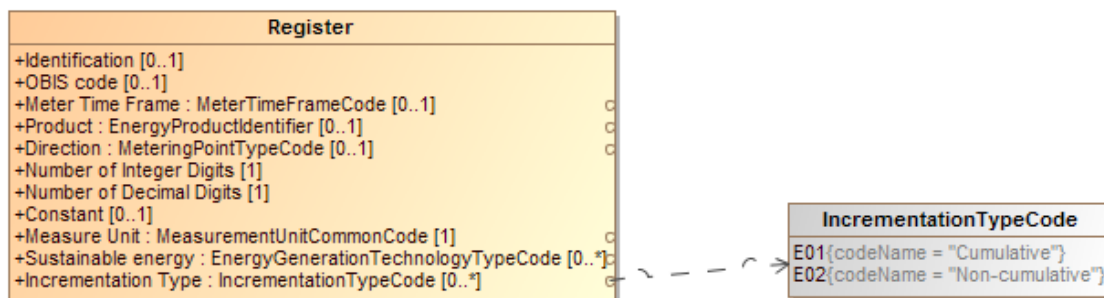 Register
+Identification [0..1]
+OBIS code [0..1]
+Meter Time Frame : MeterTimeFrameCode [0..1]
+Product : EnergyProductIdentifier [0..1]
+Direction : MeteringPointTypeCode [0..1]
+Number of Integer Digits [1]
+Number of Decimal Digits [1]
+Constant [0..1]
+Measure Unit : MeasurementUnitCommonCode [1]
+Sustainable energy : EnergyGenerationTechnologyTypeCode [0..*]
+Incrementation Type : IncrementationTypeCode [0..*]
IncrementationTypeCode
E01{codeName = "Cumulative"}
E02{codeName = "Non-cumulative"}